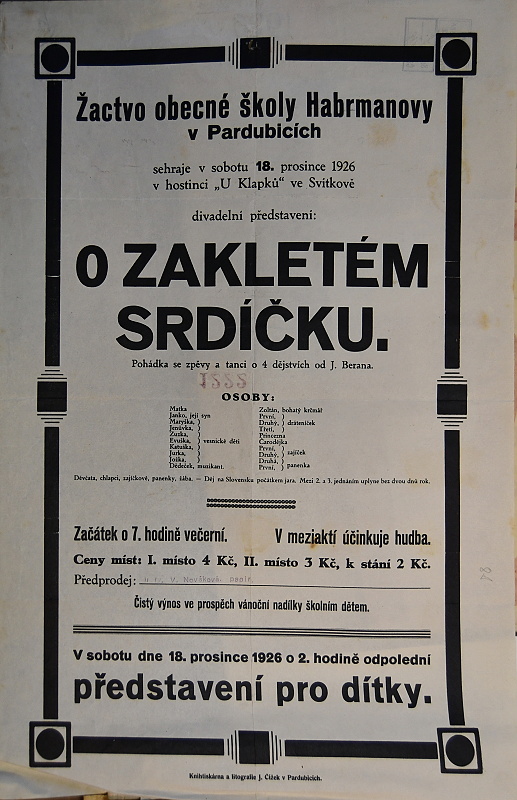 Žactvo obecné školy Habrmanovy
v Pardubicích
sehraje v sobotu 18. prosince 1926
v hostinci „U Klapků“ ve Svítkově
divadelní představení:
O ZAKLETÉM
SRDÍČKU.
Pohádka se zpěvy a tanci o 4 dějstvích od J. Berana.
OSOBY:
Matka
Janko, její syn
Maryška,
Jenůvka,
Zuzka,
Evuška,
Katuška,
Jurka,
Joška,
vesnické děti
Dědeček, musikant.
Zoltán, bohatý krčmář
První,
Druhý,
Třetí,
dráteníček
Princezna
Čarodějka
První,
Druhý,
zajíček
Druhá,
První,
panenka
Děvčata, chlapci, zajíčkové, panenky, žába. — Děj na Slovensku počátkem jara. Mezi 2. a 3. jednáním uplyne bez dvou dnů rok.
Začátek o 7. hodině večerní. V meziaktí účinkuje hudba.
Ceny míst: I. místo 4 Kč, II. místo 3 Kč, k stání 2 Kč.
Předprodej: V. Nováková,
Čistý výnos ve prospěch vánoční nadílky školním dětem.
V sobotu dne 18. prosince 1926 o 2. hodině odpolední
představení pro dítky.
Knihtiskárna a litografie J. Čížek v Pardubicích.